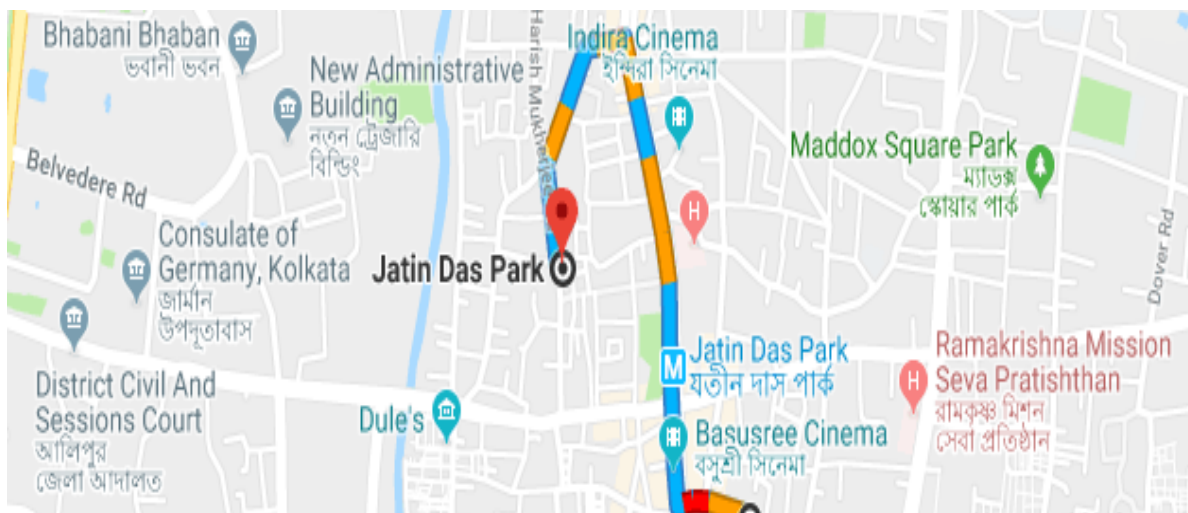 Bhabani Bhaban
ভবানী ভবন
New Administrative
Building
নতুন ট্রেজারি
বিল্ডিং
Harish Mukherjee
Indira Cinema
ইন্দিরা সিনেমা
Maddox Square Park
ম্যাডক্স
স্কোয়ার পার্ক
Belvedere Rd
Dover Rd
Consulate of
Germany, Kolkata
জার্মান
উপদূতাবাস
Jatin Das Park
H
M
Jatin Das Park
যতীন দাস পার্ক
District Civil And
Sessions Court
আলিপুর
জেলা আদালত
Dule's
H
Ramakrishna Mission
Seva Pratishthan
রামকৃষ্ণ মিশন
সেবা প্রতিষ্ঠান
Basusree Cinema
বসুশ্রী সিনেমা